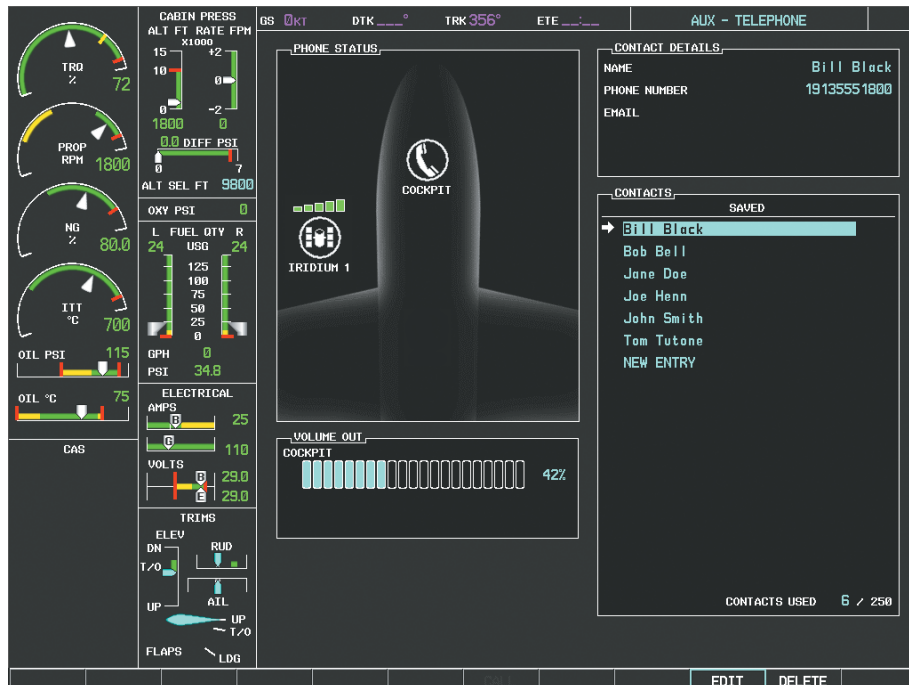 GS 0KT DTK ___° TRK 356° ETE __:__ AUX - TELEPHONE
TRQ
%
72
PROP
RPM
1800
NG
%
80.0
ITT
°C
700
OIL PSI 115
OIL °C 75
CAS
CABIN PRESS
ALT FT RATE FPM
X1000
15 +2
10 0
0 -2
1800 0
0.0 DIFF PSI
0 7
ALT SEL FT 9800
OXY PSI 0
L FUEL QTY R
24 USG 24
125
100
75
50
25
0
GPH 0
PSI 34.8
ELECTRICAL
AMPS
B 25
G 110
VOLTS
B 29.0
E 29.0
TRIMS
ELEV
DN RUD
T/O
UP AIL
UP
T/O
FLAPS LDG
PHONE STATUS
COCKPIT
IRIDIUM 1
VOLUME OUT
COCKPIT
42%
CONTACT DETAILS
NAME Bill Black
PHONE NUMBER 19135551800
EMAIL
CONTACTS
SAVED
Bill Black
Bob Bell
Jane Doe
Joe Henn
John Smith
Tom Tutone
NEW ENTRY
CONTACTS USED 6 / 250
CALL EDIT DELETE